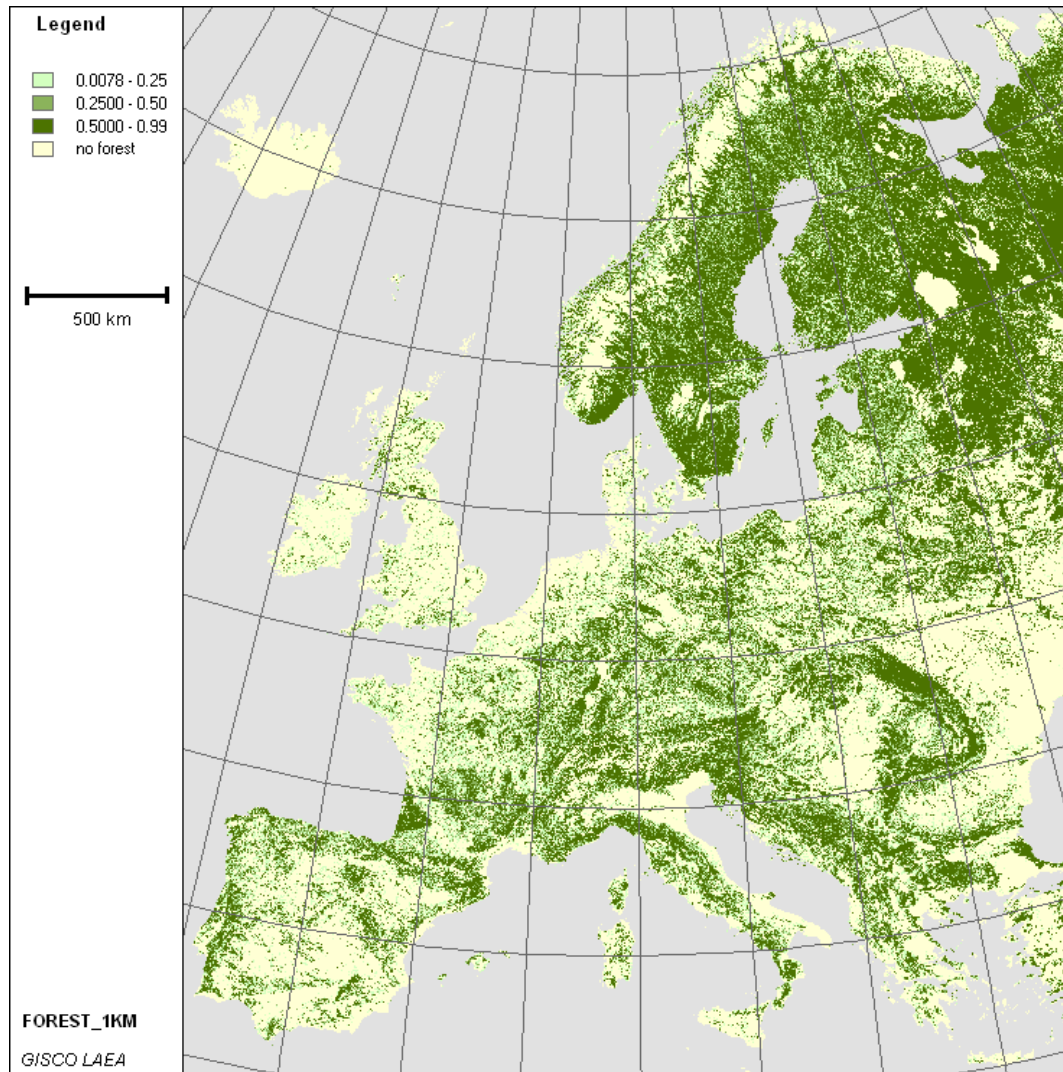 Legend
0.0078 - 0.25
0.2500 - 0.50
0.5000 - 0.99
no forest
500 km
FOREST_1KM
GISCO LAEA